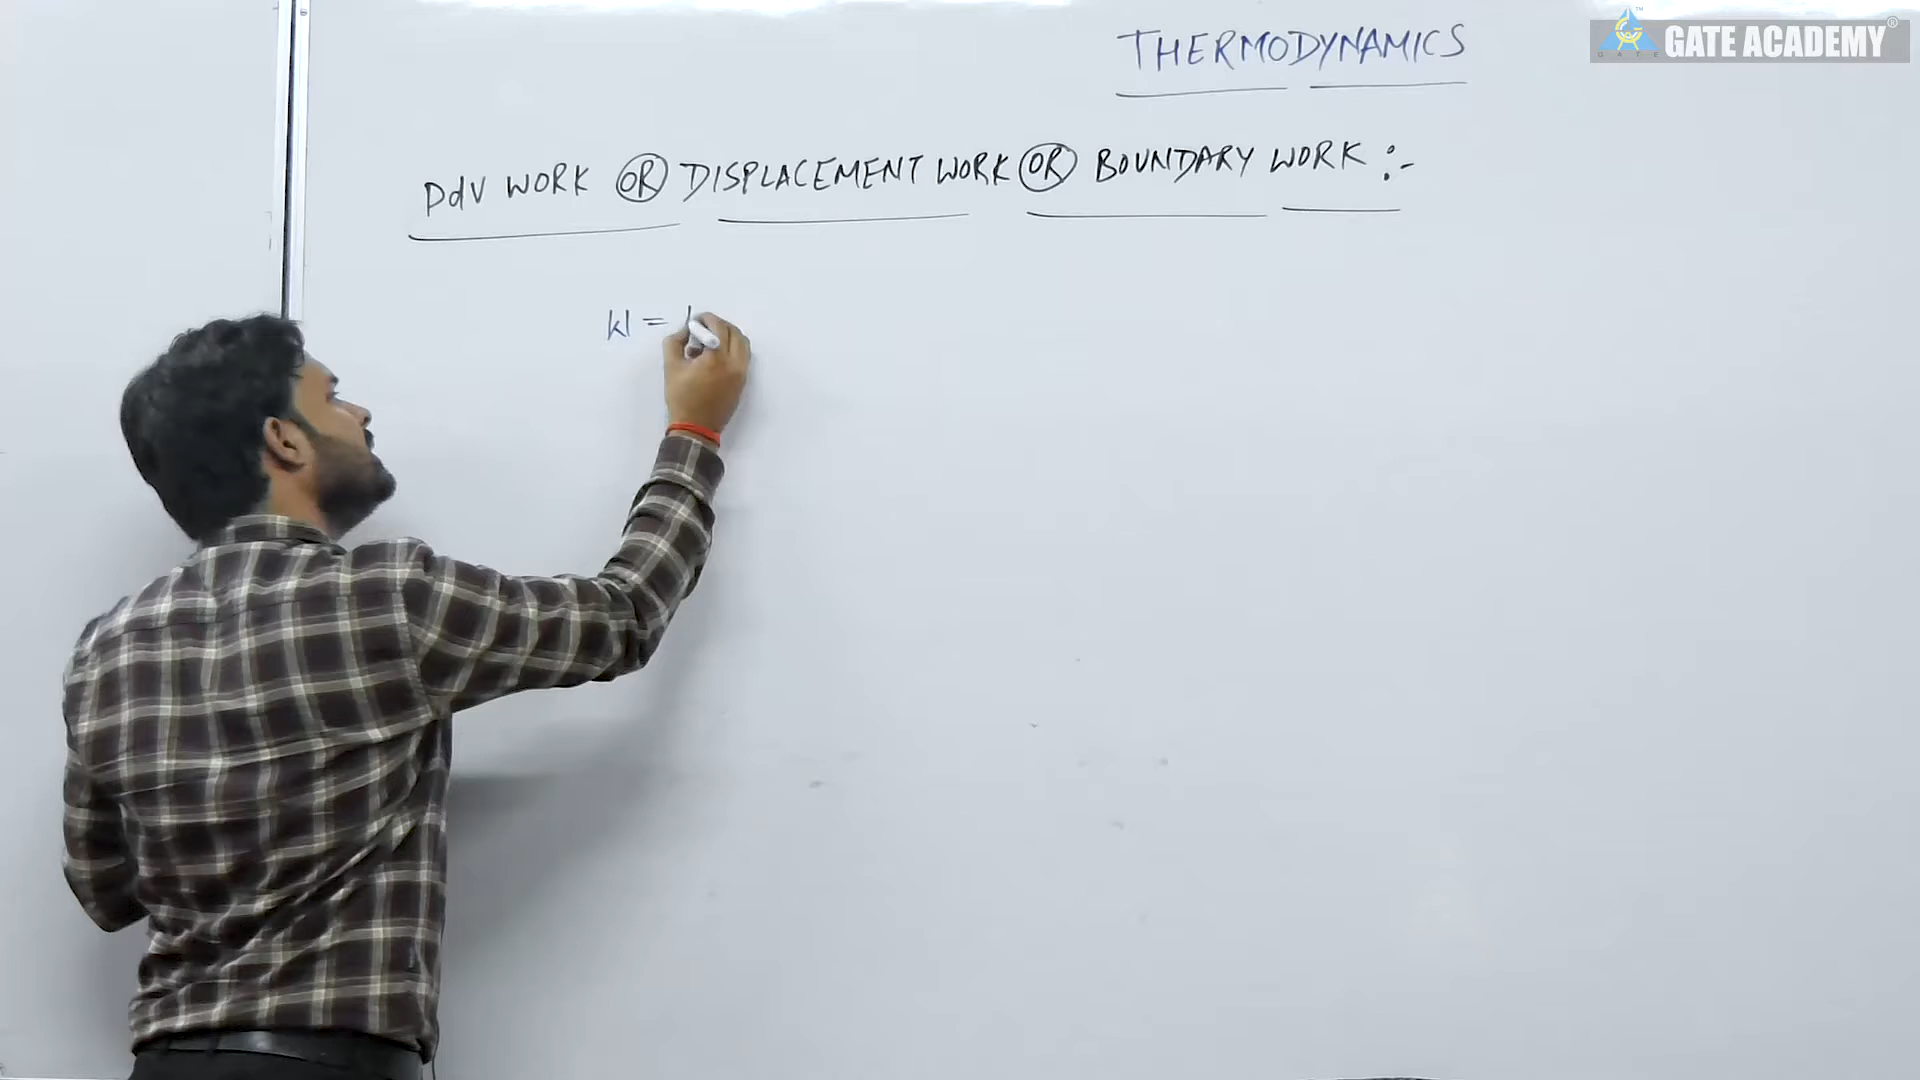 THERMODYNAMICS
GATE ACADEMY®
PdV WORK OR DISPLACEMENT WORK OR BOUNDARY WORK :-
W =